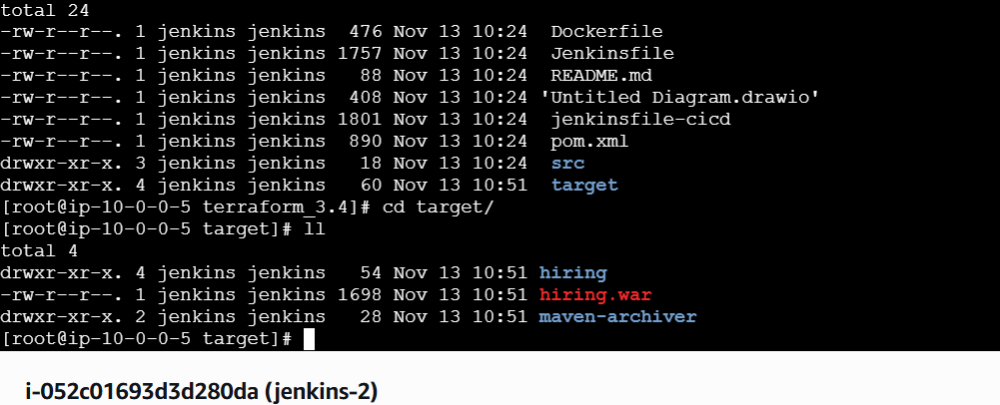 total 24
-rw-r--r--. 1 jenkins jenkins  476 Nov 13 10:24  Dockerfile
-rw-r--r--. 1 jenkins jenkins 1757 Nov 13 10:24  Jenkinsfile
-rw-r--r--. 1 jenkins jenkins   88 Nov 13 10:24  README.md
-rw-r--r--. 1 jenkins jenkins  408 Nov 13 10:24 'Untitled Diagram.drawio'
-rw-r--r--. 1 jenkins jenkins 1801 Nov 13 10:24  jenkinsfile-cicd
-rw-r--r--. 1 jenkins jenkins  890 Nov 13 10:24  pom.xml
drwxr-xr-x. 3 jenkins jenkins   18 Nov 13 10:24  src
drwxr-xr-x. 4 jenkins jenkins   60 Nov 13 10:51  target
[root@ip-10-0-0-5 terraform_3.4]# cd target/
[root@ip-10-0-0-5 target]# ll
total 4
drwxr-xr-x. 4 jenkins jenkins   54 Nov 13 10:51 hiring
-rw-r--r--. 1 jenkins jenkins 1698 Nov 13 10:51 hiring.war
drwxr-xr-x. 2 jenkins jenkins   28 Nov 13 10:51 maven-archiver
[root@ip-10-0-0-5 target]#
i-052c01693d3d280da (jenkins-2)